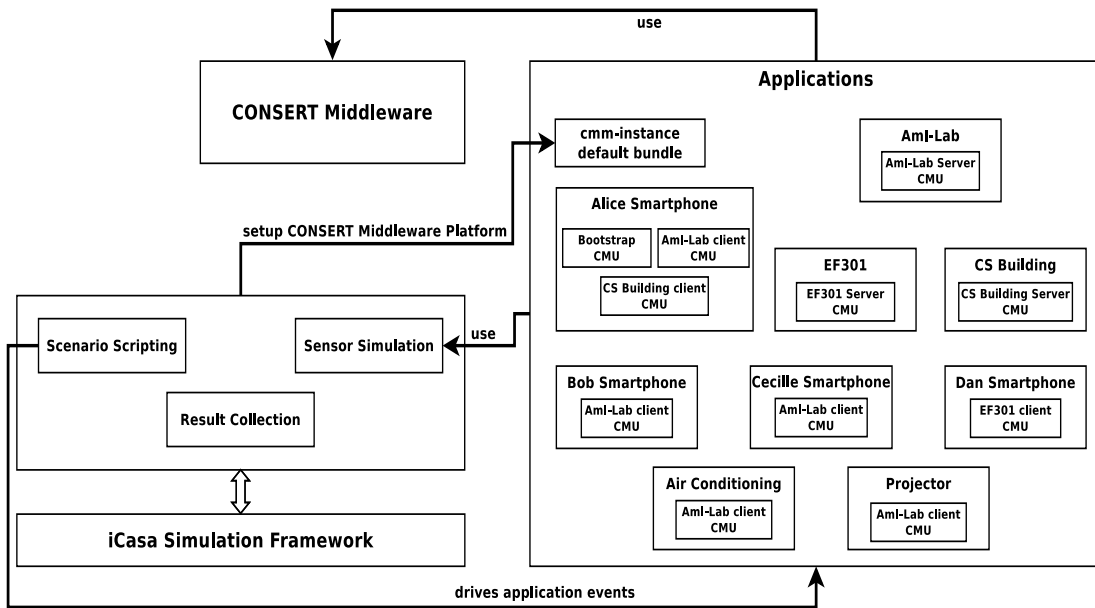 use
CONSERT Middleware
Applications
cmm-instance
default bundle
AmI-Lab
AmI-Lab Server
CMU
Alice Smartphone
Bootstrap
CMU
AmI-Lab client
CMU
CS Building client
CMU
setup CONSERT Middleware Platform
EF301
EF301 Server
CMU
CS Building
CS Building Server
CMU
Scenario Scripting
Sensor Simulation
use
Result Collection
Bob Smartphone
AmI-Lab client
CMU
Cecille Smartphone
AmI-Lab client
CMU
Dan Smartphone
EF301 client
CMU
Air Conditioning
AmI-Lab client
CMU
Projector
AmI-Lab client
CMU
iCasa Simulation Framework
drives application events